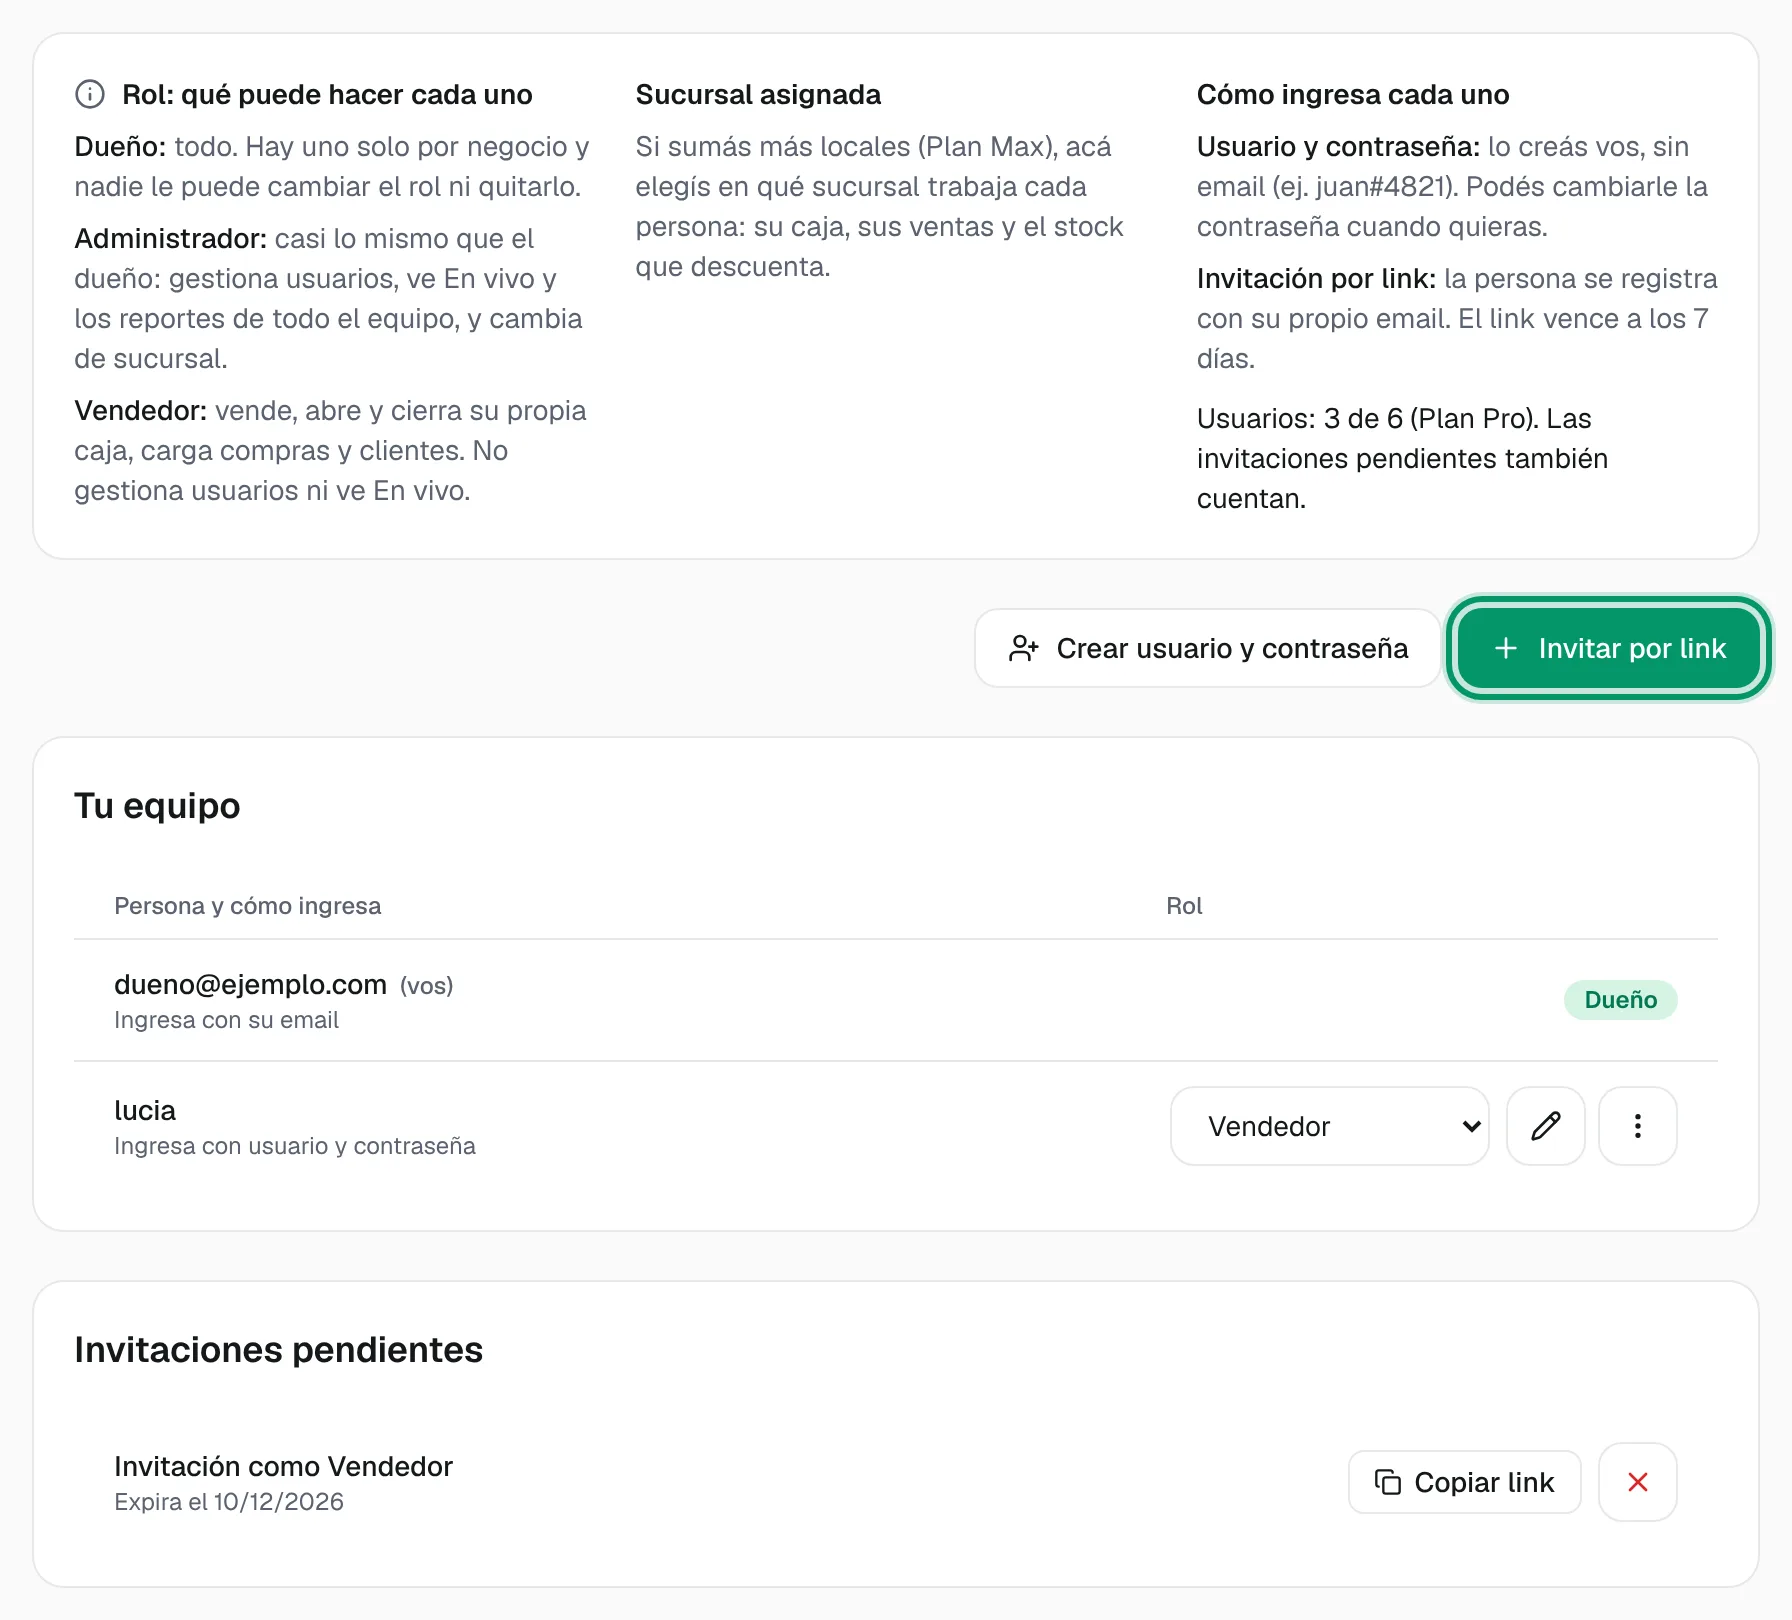 Rol: qué puede hacer cada uno
Dueño: todo. Hay uno solo por negocio y
nadie le puede cambiar el rol ni quitarlo.
Administrador: casi lo mismo que el
dueño: gestiona usuarios, ve En vivo y
los reportes de todo el equipo, y cambia
de sucursal.
Vendedor: vende, abre y cierra su propia
caja, carga compras y clientes. No
gestiona usuarios ni ve En vivo.
Sucursal asignada
Si sumás más locales (Plan Max), acá
elegís en qué sucursal trabaja cada
persona: su caja, sus ventas y el stock
que descuenta.
Cómo ingresa cada uno
Usuario y contraseña: lo creás vos, sin
email (ej. juan#4821). Podés cambiarle la
contraseña cuando quieras.
Invitación por link: la persona se registra
con su propio email. El link vence a los 7
días.
Usuarios: 3 de 6 (Plan Pro). Las
invitaciones pendientes también
cuentan.
Crear usuario y contraseña
Invitar por link
Tu equipo
Persona y cómo ingresa
Rol
dueno@ejemplo.com (vos)
Ingresa con su email
Dueño
lucia
Ingresa con usuario y contraseña
Vendedor
Invitaciones pendientes
Invitación como Vendedor
Expira el 10/12/2026
Copiar link